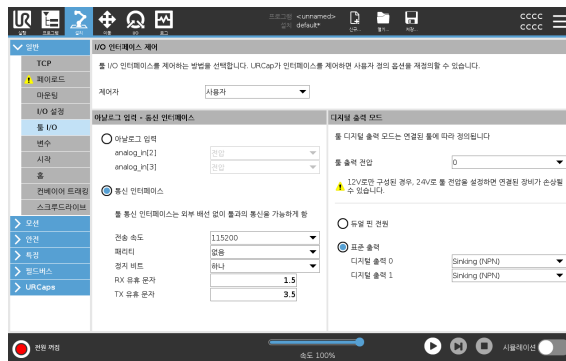 프로그램 <unnamed>
설치 default*
cccc
cccc
실행
프로그램
설치
이동
I/O
로그
신규...
열기...
저장...
일반
TCP
페이로드
마운팅
I/O 설정
툴 I/O
변수
시작
홈
컨베이어 트래킹
스크루드라이브
모션
안전
특징
필드버스
URCaps
I/O 인터페이스 제어
툴 I/O 인터페이스를 제어하는 방법을 선택합니다. URCap가 인터페이스를 제어하면 사용자 정의 옵션을 재정의할 수 있습니다.
제어자 사용자
아날로그 입력 - 통신 인터페이스
아날로그 입력
analog_in[2] 전압
analog_in[3] 전압
통신 인터페이스
툴 통신 인터페이스는 외부 배선 없이 툴과의 통신을 가능하게 함
전송 속도 115200
패리티 없음
정지 비트 하나
RX 유휴 문자 1.5
TX 유휴 문자 3.5
디지털 출력 모드
툴 디지털 출력 모드는 연결된 툴에 따라 정의됩니다
툴 출력 전압 0
12V로만 구성된 경우, 24V로 툴 전압을 설정하면 연결된 장비가 손상될
수 있습니다.
듀얼 핀 전원
표준 출력
디지털 출력 0 Sinking (NPN)
디지털 출력 1 Sinking (NPN)
전원 꺼짐
속도 100%
시뮬레이션